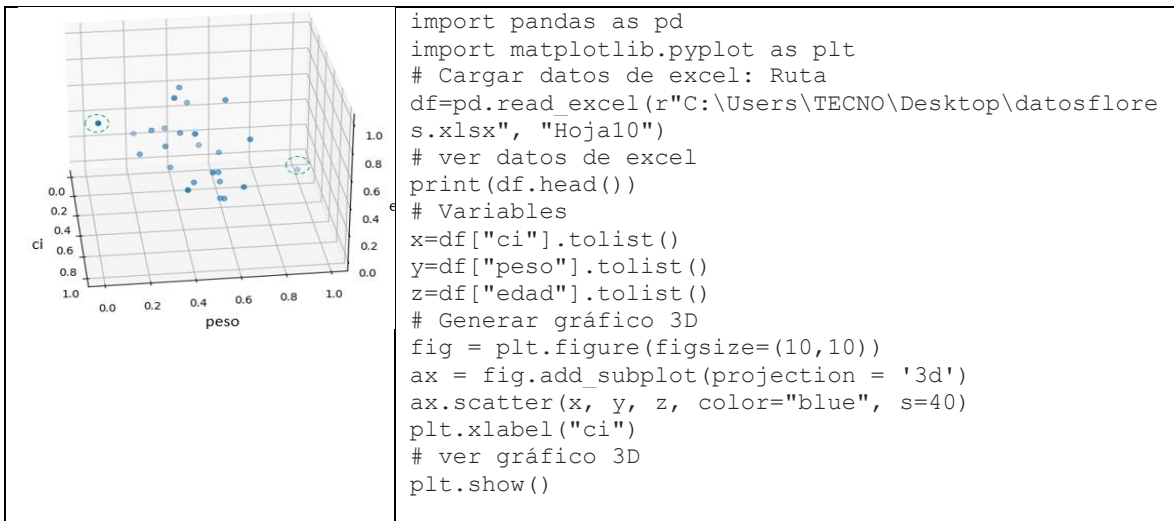 1.0
0.8
0.6
0.4
0.2
0.0
e
0.0
0.2
0.4
0.6
0.8
1.0
ci
0.0
0.2
0.4
0.6
0.8
1.0
peso
import pandas as pd
import matplotlib.pyplot as plt
# Cargar datos de excel: Ruta
df=pd.read_excel(r"C:\Users\TECNO\Desktop\datosflore
s.xlsx", "Hoja10")
# ver datos de excel
print(df.head())
# Variables
x=df["ci"].tolist()
y=df["peso"].tolist()
z=df["edad"].tolist()
# Generar gráfico 3D
fig = plt.figure(figsize=(10,10))
ax = fig.add_subplot(projection = '3d')
ax.scatter(x, y, z, color="blue", s=40)
plt.xlabel("ci")
# ver gráfico 3D
plt.show()